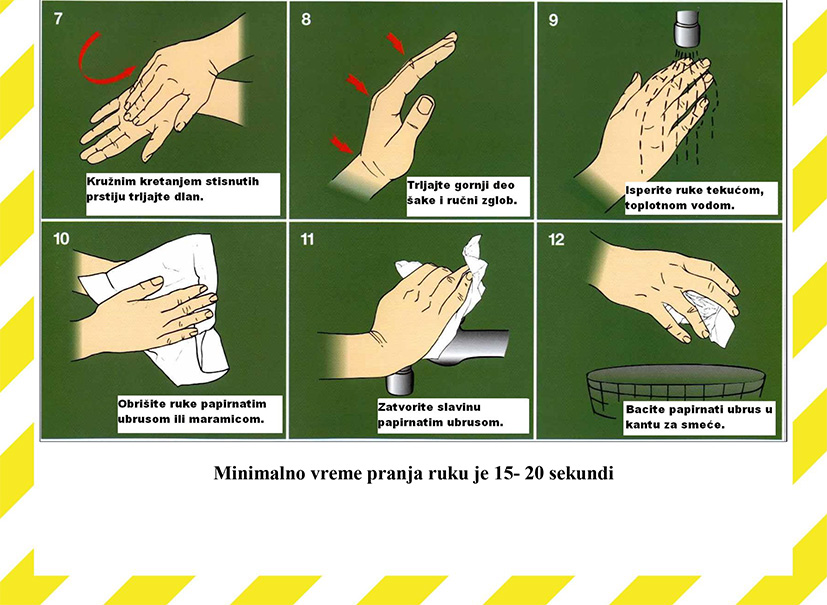 7
Kružnim kretanjem stisnutih
prstiju trljajte dlan.
8
Trljajte gornji deo
šake i ručni zglob.
9
Isperite ruke tekućom,
toplotnom vodom.
10
Obrišite ruke papirnatim
ubrusom ili maramicom.
11
Zatvorite slavinu
papirnatim ubrusom.
12
Bacite papirnati ubrus u
kantu za smeće.
Minimalno vreme pranja ruku je 15- 20 sekundi